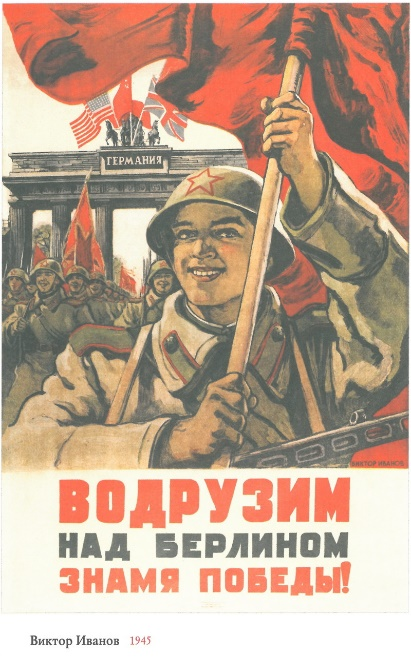 ГЕРМАНИЯ
ВИКТОР ИВАНОВ
ВОДРУЗИМ
НАД БЕРЛИНОМ
ЗНАМЯ ПОБЕДЫ!
Виктор Иванов 1945